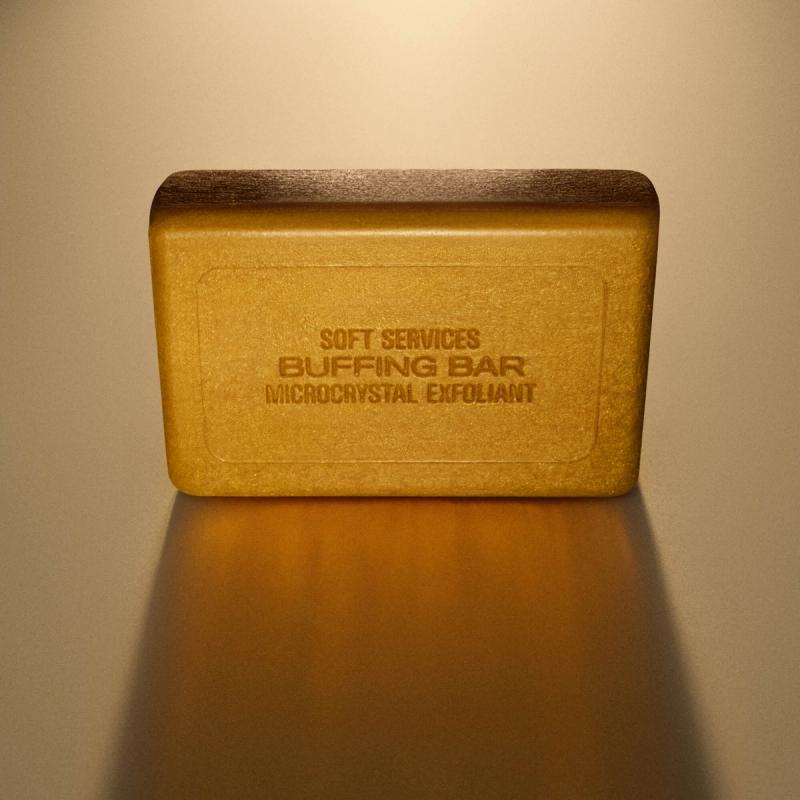 SOFT SERVICES
BUFFING BAR
MICROCRYSTAL EXFOLIANT